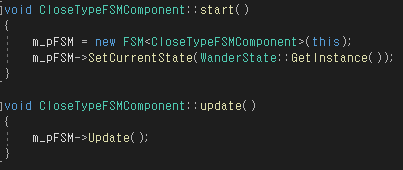 void CloseTypeFSMComponent::start()
{
m_pFSM = new FSM<CloseTypeFSMComponent>(this);
m_pFSM->SetCurrentState(WanderState::GetInstance());
}
void CloseTypeFSMComponent::update()
{
m_pFSM->Update();
}